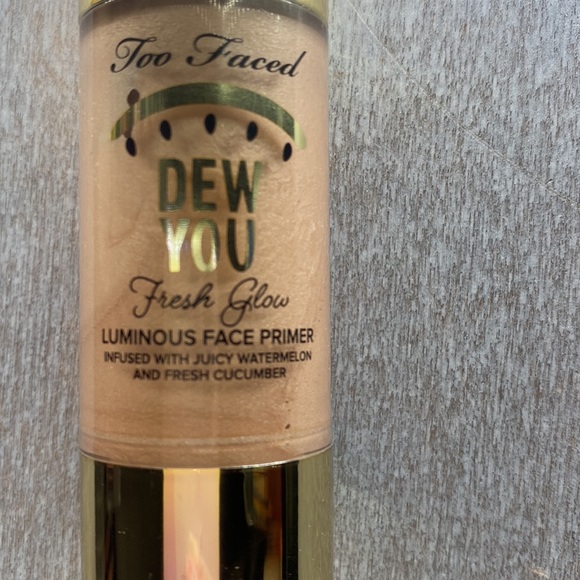 Too Faced
DEW
YOU
Fresh Glow
LUMINOUS FACE PRIMER
INFUSED WITH JUICY WATERMELON
AND FRESH CUCUMBER